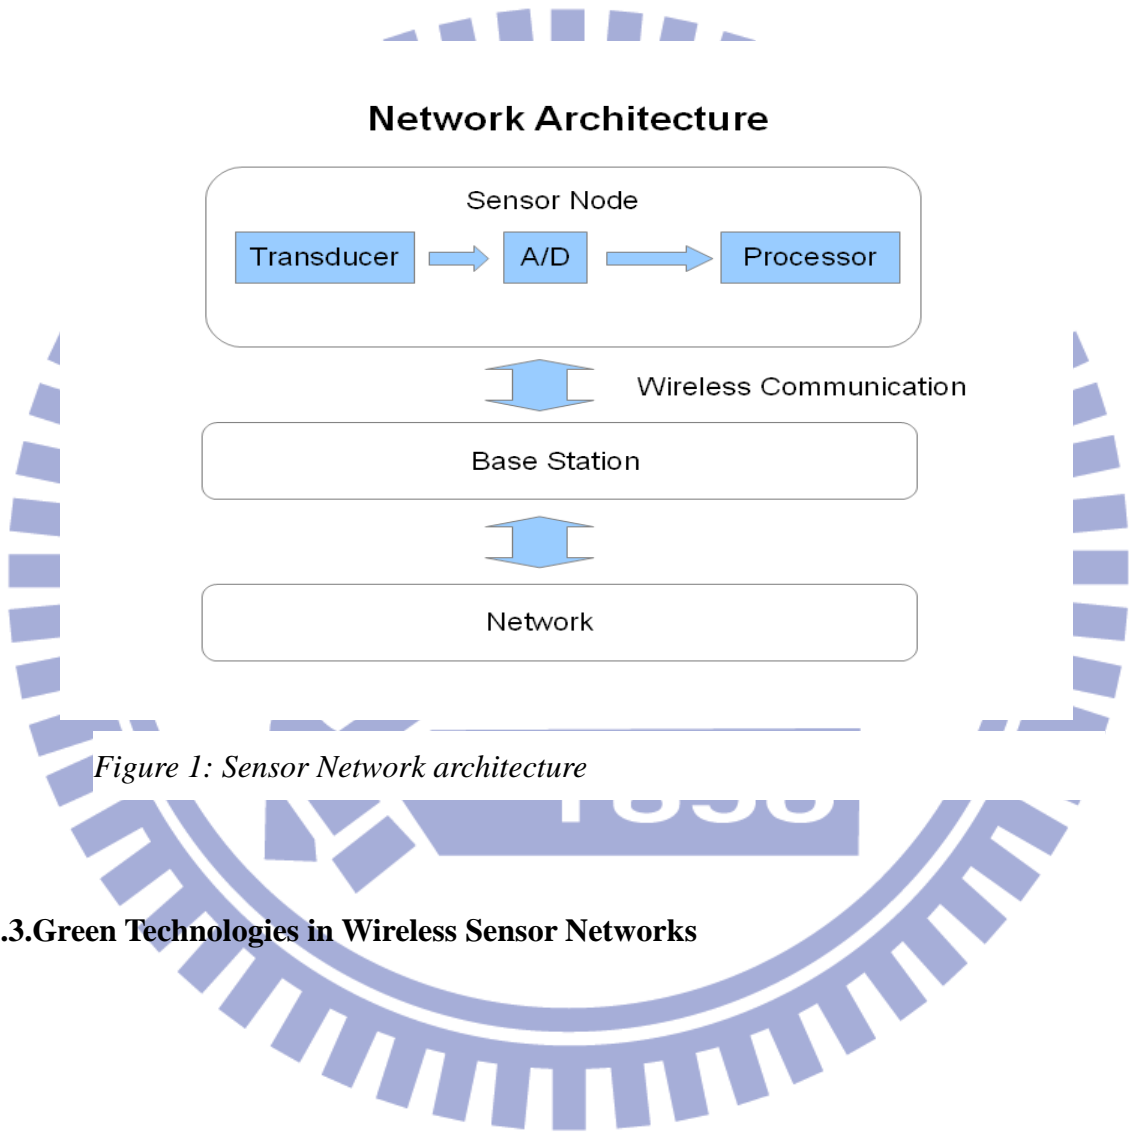 Network Architecture
Sensor Node
Transducer
A/D
Processor
Wireless Communication
Base Station
Network
Figure 1: Sensor Network architecture
.3.Green Technologies in Wireless Sensor Networks